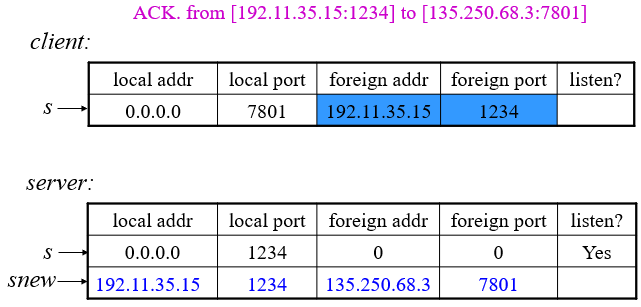 ACK. from [192.11.35.15:1234] to [135.250.68.3:7801]
client:
local addr local port foreign addr foreign port listen?
s 0.0.0.0 7801 192.11.35.15 1234
server:
local addr local port foreign addr foreign port listen?
s 0.0.0.0 1234 0 0 Yes
snew 192.11.35.15 1234 135.250.68.3 7801